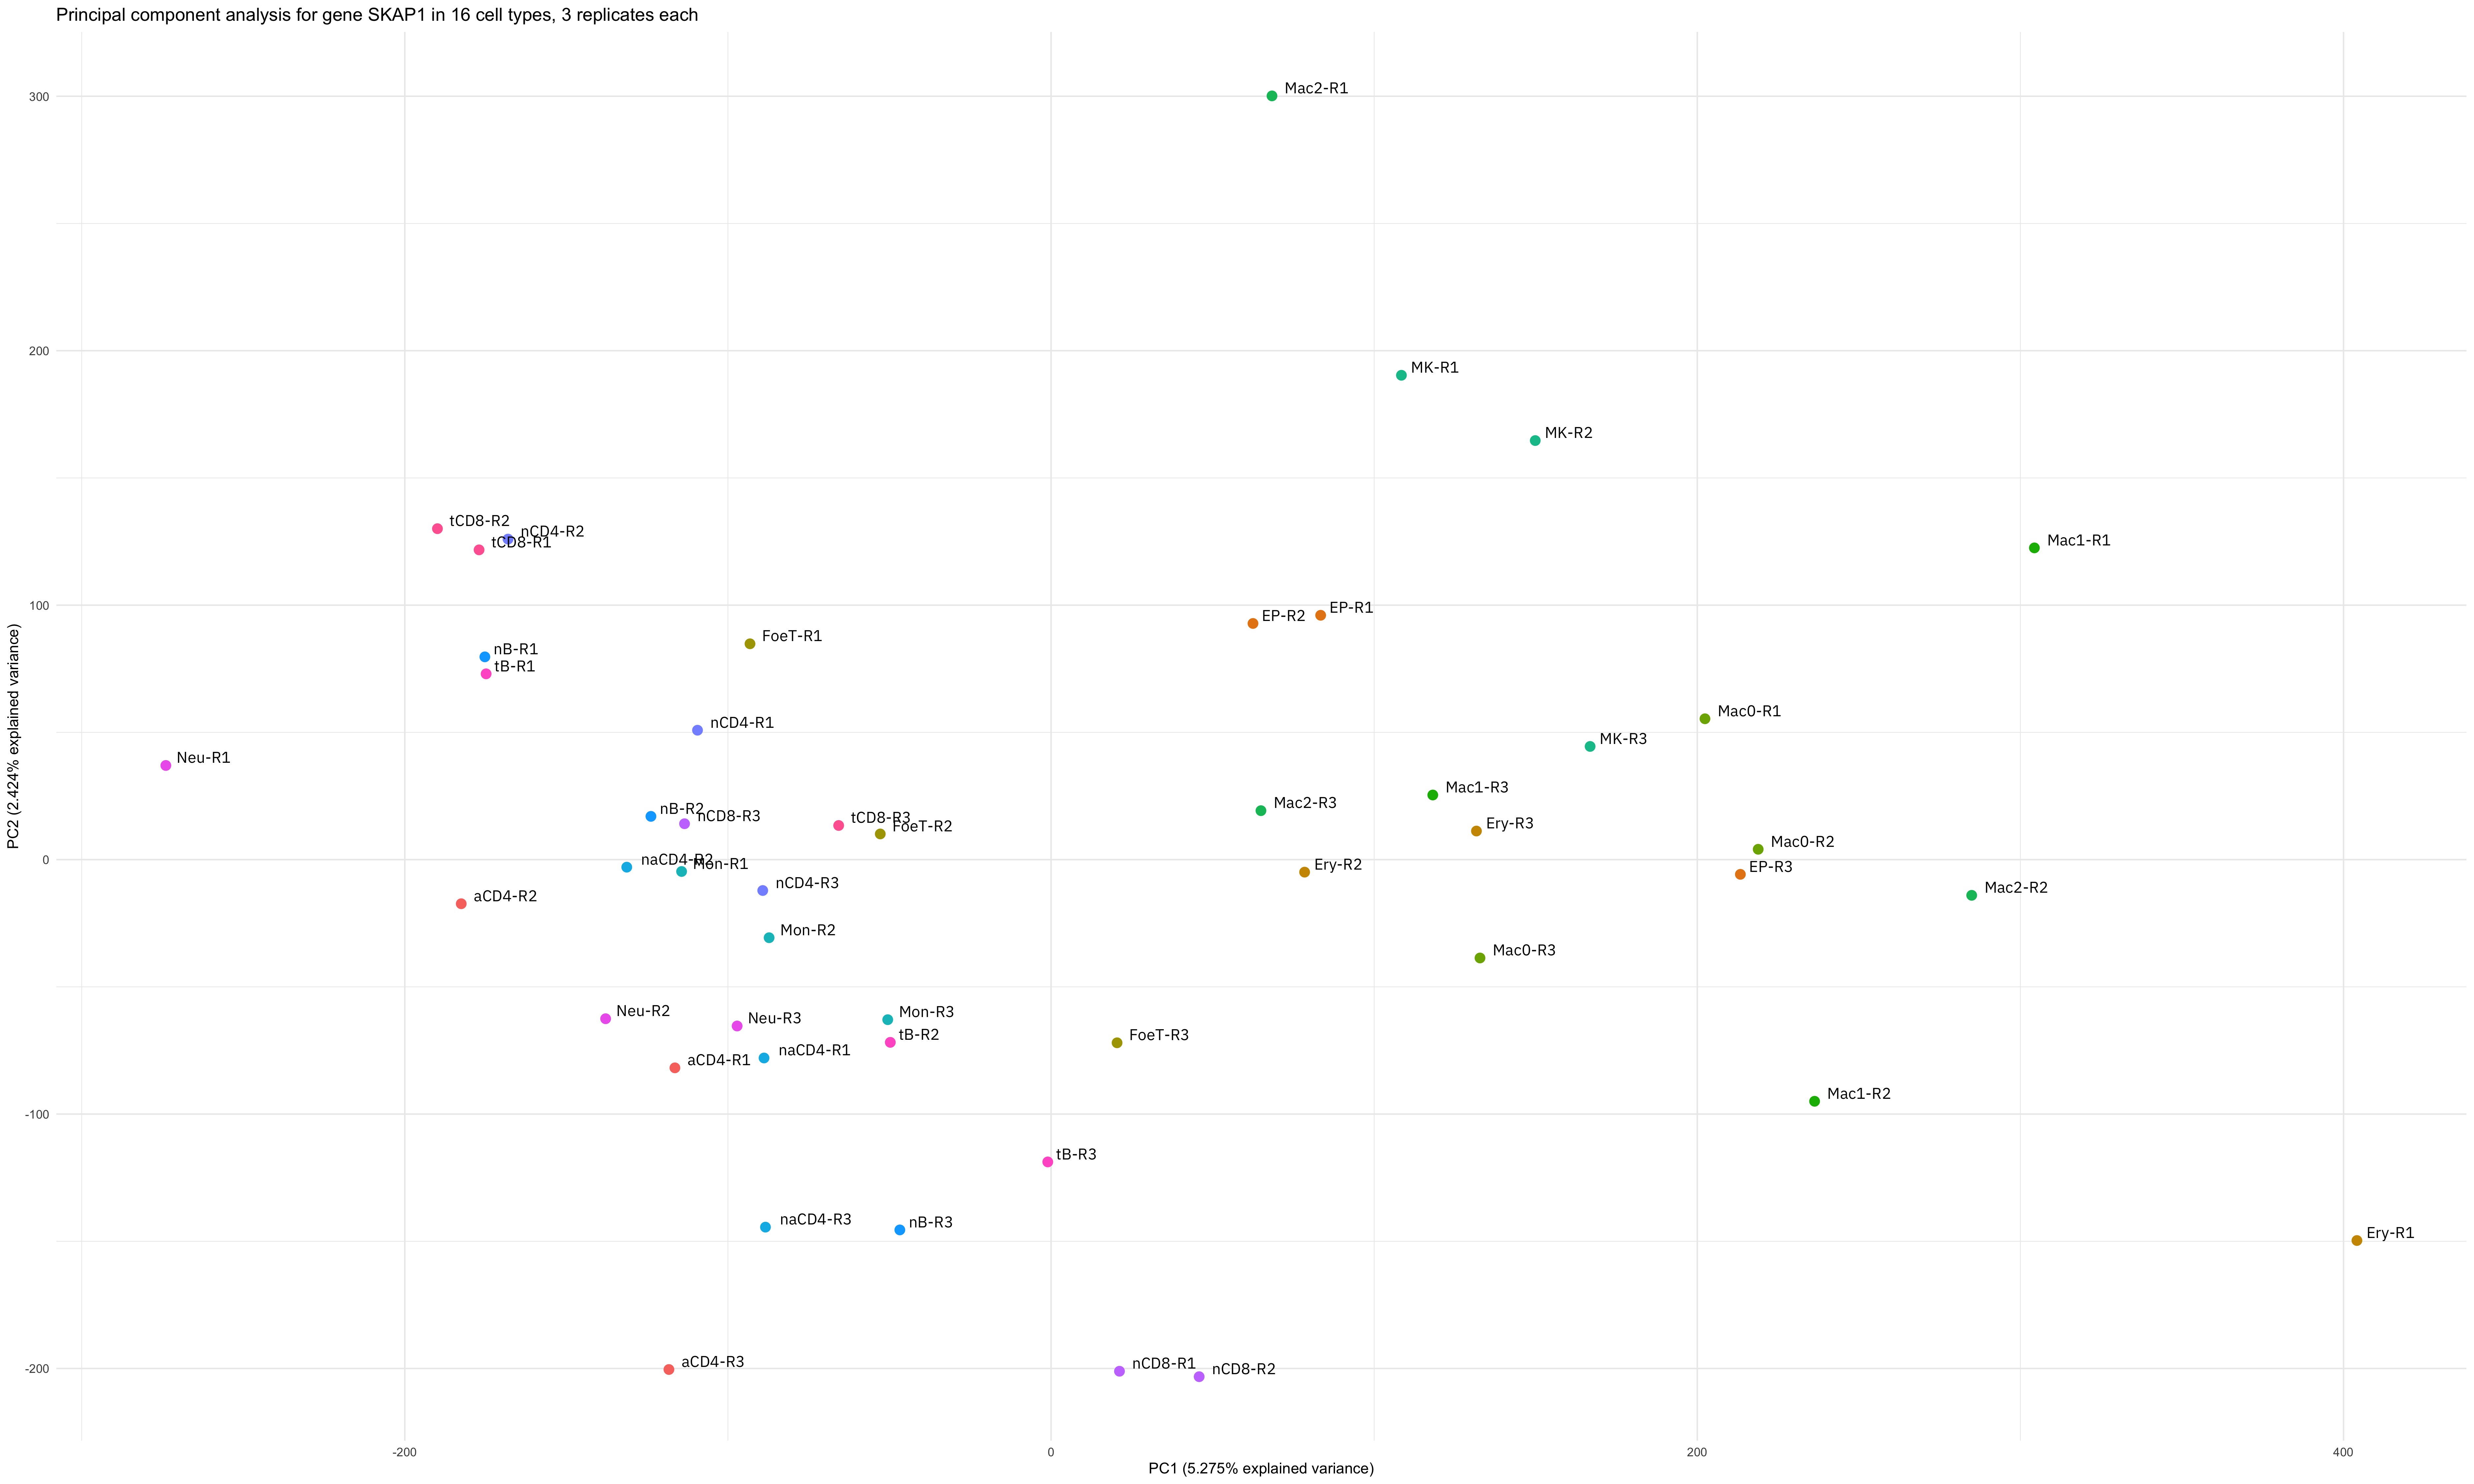 Principal component analysis for gene SKAP1 in 16 cell types, 3 replicates each
300
200
100
0
-100
-200
PC2 (2.424% explained variance)
Mac2-R1
MK-R1
MK-R2
tCD8-R2
nCD4-R2
tCD8-R1
Mac1-R1
EP-R2
EP-R1
FoeT-R1
nB-R1
tB-R1
nCD4-R1
Mac0-R1
MK-R3
Neu-R1
Mac1-R3
Mac2-R3
nB-R2
nCD8-R3
tCD8-R3
FoeT-R2
Ery-R3
Mac0-R2
naCD4-R2
Mon-R1
Ery-R2
EP-R3
nCD4-R3
Mac2-R2
aCD4-R2
Mon-R2
Mac0-R3
Neu-R2
Neu-R3
Mon-R3
tB-R2
FoeT-R3
naCD4-R1
aCD4-R1
Mac1-R2
tB-R3
naCD4-R3
nB-R3
Ery-R1
aCD4-R3
nCD8-R1
nCD8-R2
-200
0
200
400
PC1 (5.275% explained variance)